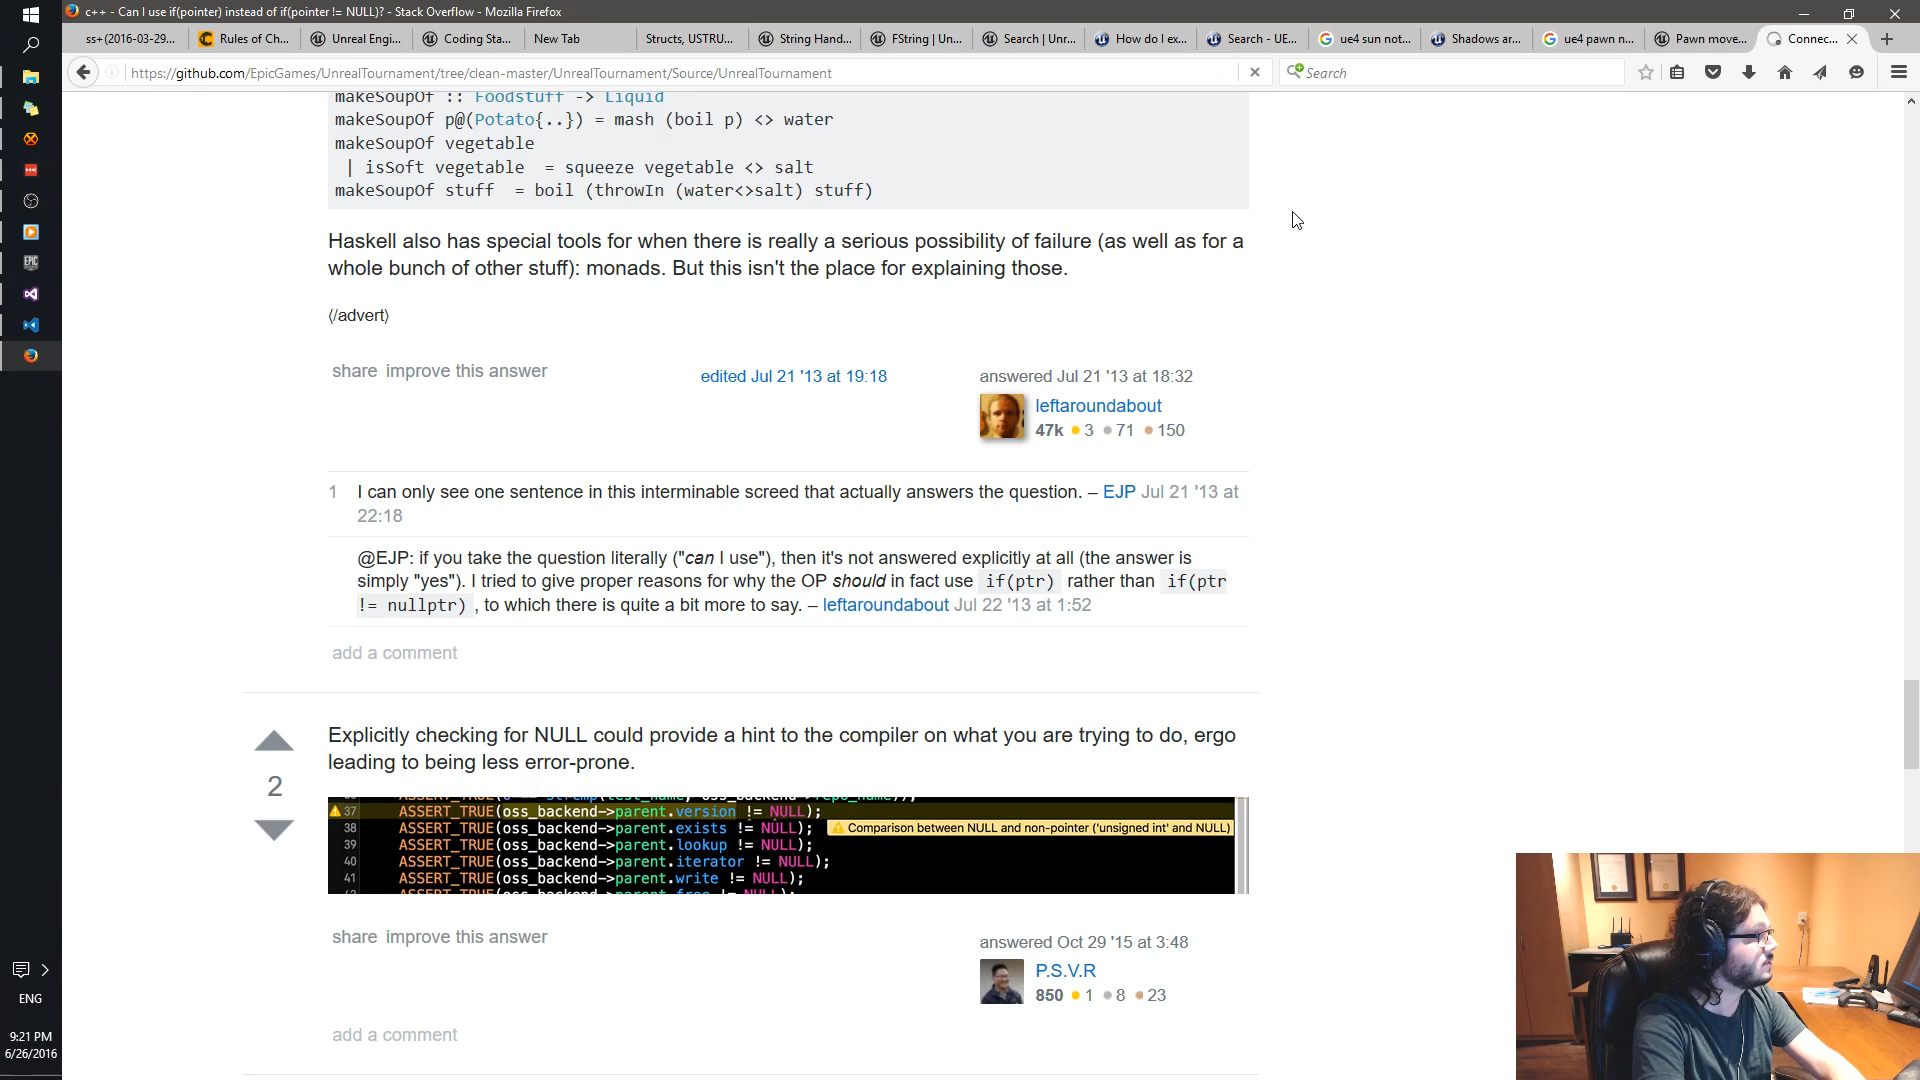 c++ - Can I use if(pointer) instead of if(pointer != NULL)? - Stack Overflow - Mozilla Firefox
ss+(2016-03-29...
Rules of Ch...
Unreal Engi...
Coding Sta...
New Tab
Structs, USTRU...
String Hand...
FString | Un...
Search | Unr...
How do I ex...
Search - UE...
ue4 sun not...
Shadows ar...
ue4 pawn n...
Pawn move...
Connec...
https://github.com/EpicGames/UnrealTournament/tree/clean-master/UnrealTournament/Source/UnrealTournament
Search
makeSoupOf :: Foodstuff -> Liquid
makeSoupOf p@(Potato{..}) = mash (boil p) <> water
makeSoupOf vegetable
| isSoft vegetable = squeeze vegetable <> salt
makeSoupOf stuff = boil (throwIn (water<>salt) stuff)
Haskell also has special tools for when there is really a serious possibility of failure (as well as for a
whole bunch of other stuff): monads. But this isn't the place for explaining those.
⟨/advert⟩
share improve this answer
edited Jul 21 '13 at 19:18
answered Jul 21 '13 at 18:32
leftaroundabout
47k 3 71 150
1 I can only see one sentence in this interminable screed that actually answers the question. – EJP Jul 21 '13 at
22:18
@EJP: if you take the question literally ("can I use"), then it's not answered explicitly at all (the answer is
simply "yes"). I tried to give proper reasons for why the OP should in fact use if(ptr) rather than if(ptr
!= nullptr) , to which there is quite a bit more to say. – leftaroundabout Jul 22 '13 at 1:52
add a comment
Explicitly checking for NULL could provide a hint to the compiler on what you are trying to do, ergo
leading to being less error-prone.
2
37 ASSERT_TRUE(oss_backend->parent.version != NULL);
38 ASSERT_TRUE(oss_backend->parent.exists != NULL); Comparison between NULL and non-pointer ('unsigned int' and NULL)
39 ASSERT_TRUE(oss_backend->parent.lookup != NULL);
40 ASSERT_TRUE(oss_backend->parent.iterator != NULL);
41 ASSERT_TRUE(oss_backend->parent.write != NULL);
share improve this answer
answered Oct 29 '15 at 3:48
P.S.V.R
850 1 8 23
add a comment
EPIC
ENG
9:21 PM
6/26/2016